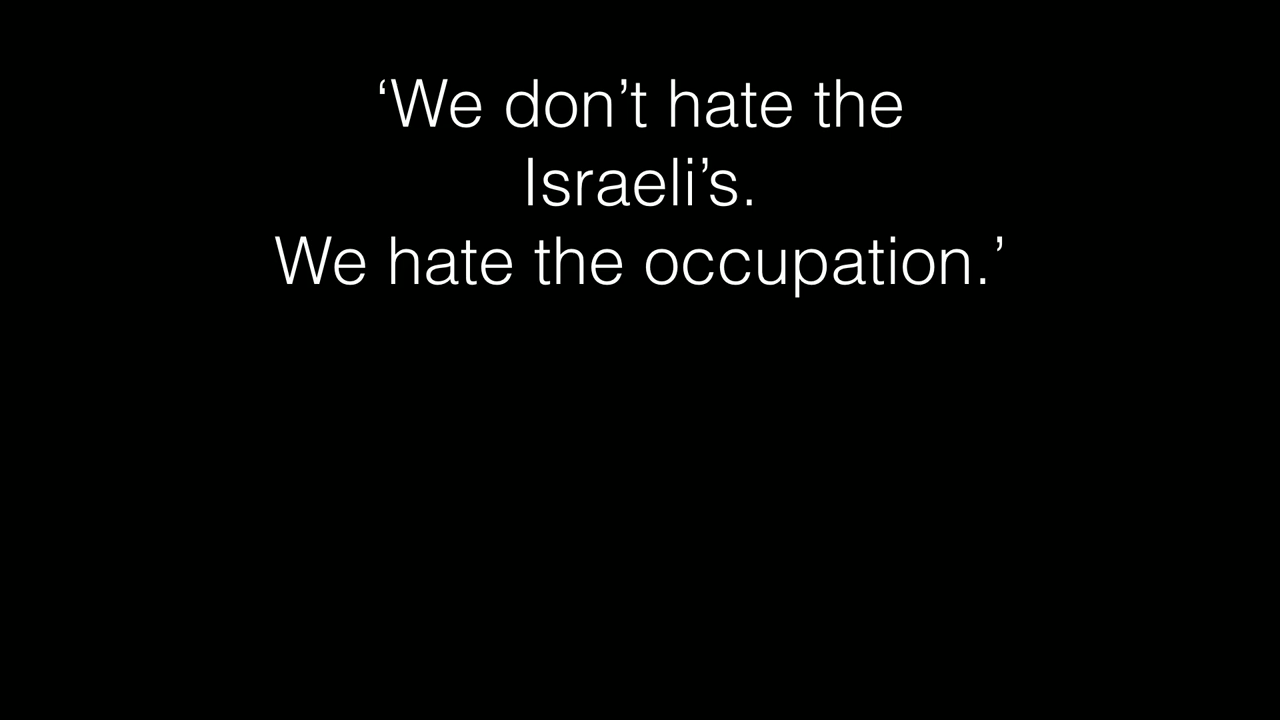 ‘We don’t hate the
Israeli’s.
We hate the occupation.’